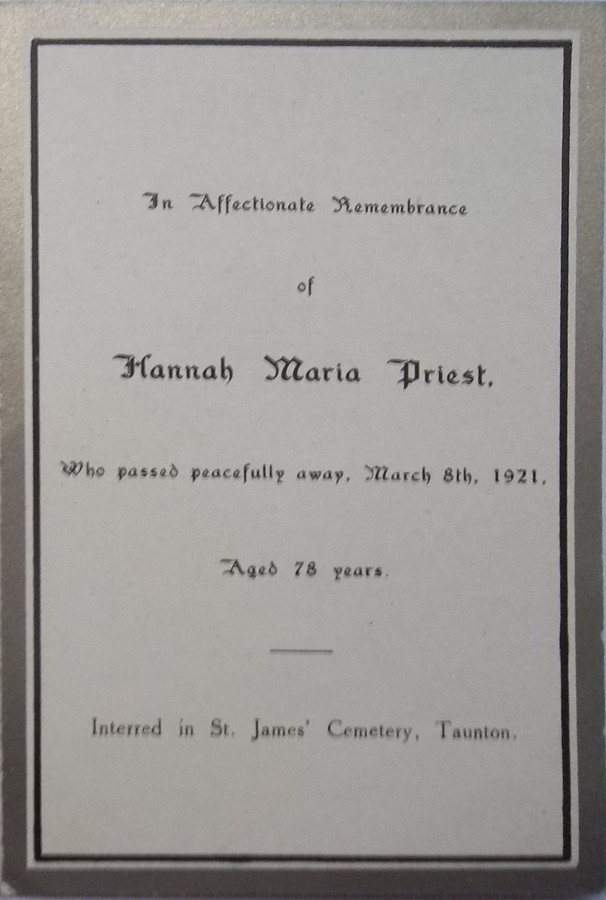 In Affectionate Remembrance
of
Hannah Maria Priest,
Who passed peacefully away, March 8th, 1921,
Aged 78 years.
Interred in St. James' Cemetery, Taunton.